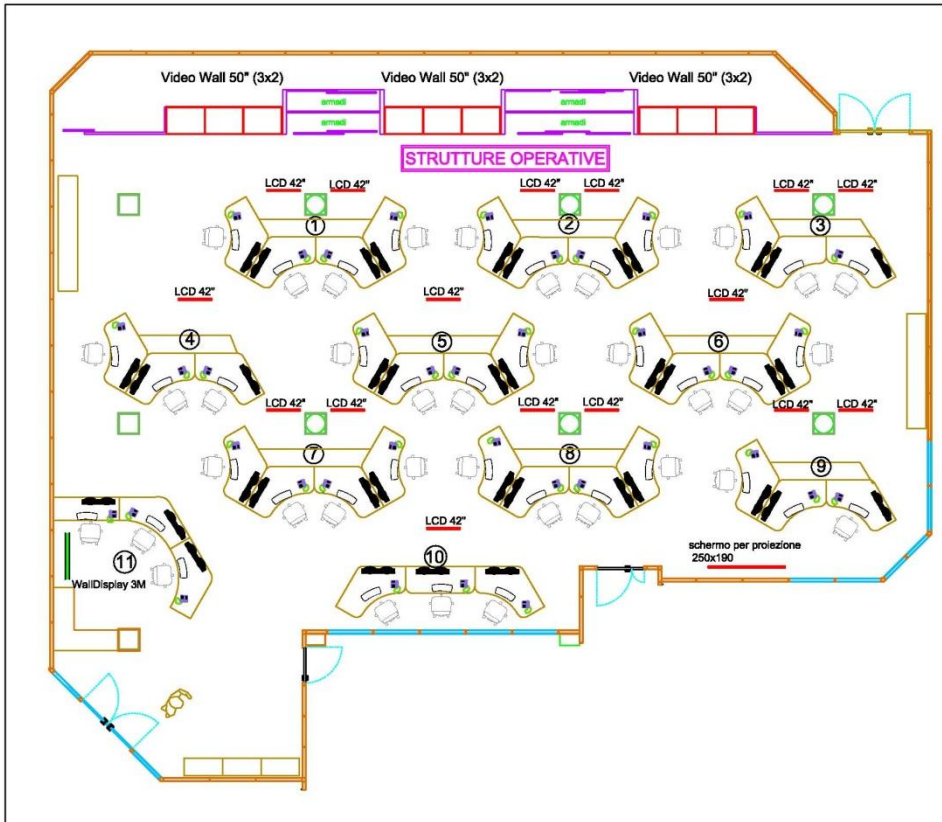 Video Wall 50" (3x2) Video Wall 50" (3x2) Video Wall 50" (3x2)
armadi armadi
armadi armadi
STRUTTURE OPERATIVE
LCD 42" LCD 42" LCD 42" LCD 42" LCD 42" LCD 42"
1 2 3
LCD 42" LCD 42" LCD 42"
4 5 6
LCD 42" LCD 42" LCD 42" LCD 42" LCD 42" LCD 42"
7 8 9
LCD 42"
schermo per proiezione
250x190
10
11
WallDisplay 3M